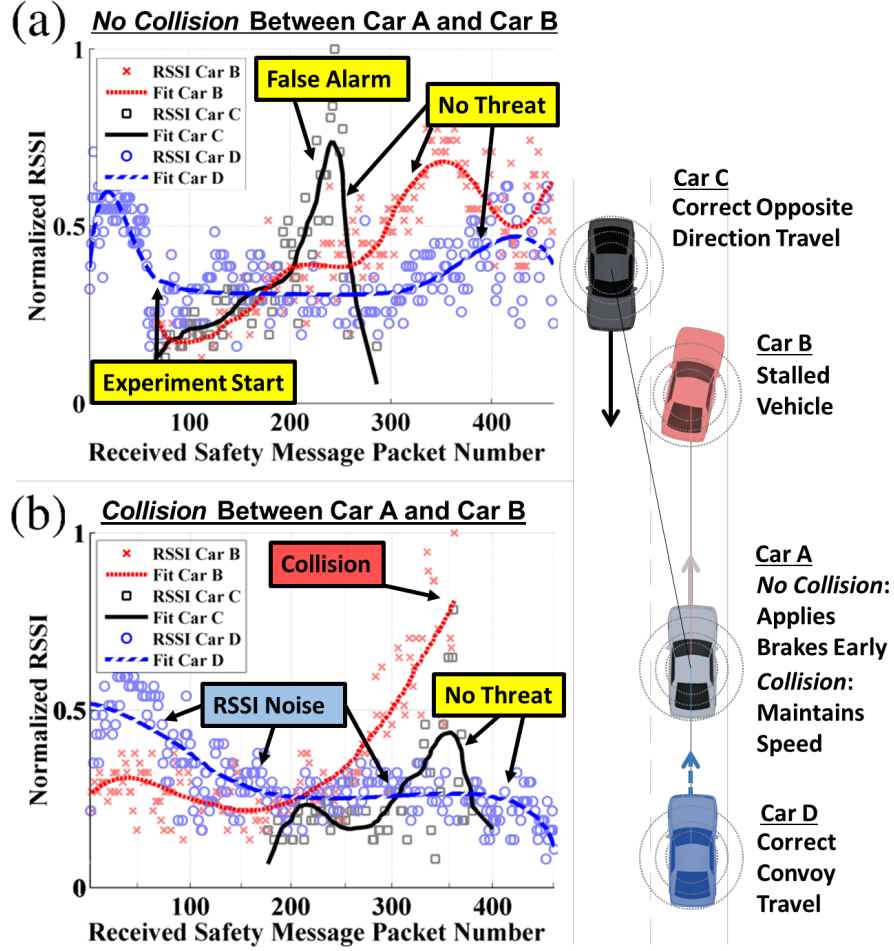 (a) No Collision Between Car A and Car B
1
0.5
0
Normalized RSSI
RSSI Car B
Fit Car B
RSSI Car C
Fit Car C
RSSI Car D
Fit Car D
False Alarm
No Threat
Experiment Start
100 200 300 400
Received Safety Message Packet Number
(b) Collision Between Car A and Car B
1
0.5
0
Normalized RSSI
RSSI Car B
Fit Car B
RSSI Car C
Fit Car C
RSSI Car D
Fit Car D
Collision
RSSI Noise
No Threat
100 200 300 400
Received Safety Message Packet Number
Car C
Correct Opposite
Direction Travel
Car B
Stalled
Vehicle
Car A
No Collision:
Applies
Brakes Early
Collision:
Maintains
Speed
Car D
Correct
Convoy
Travel